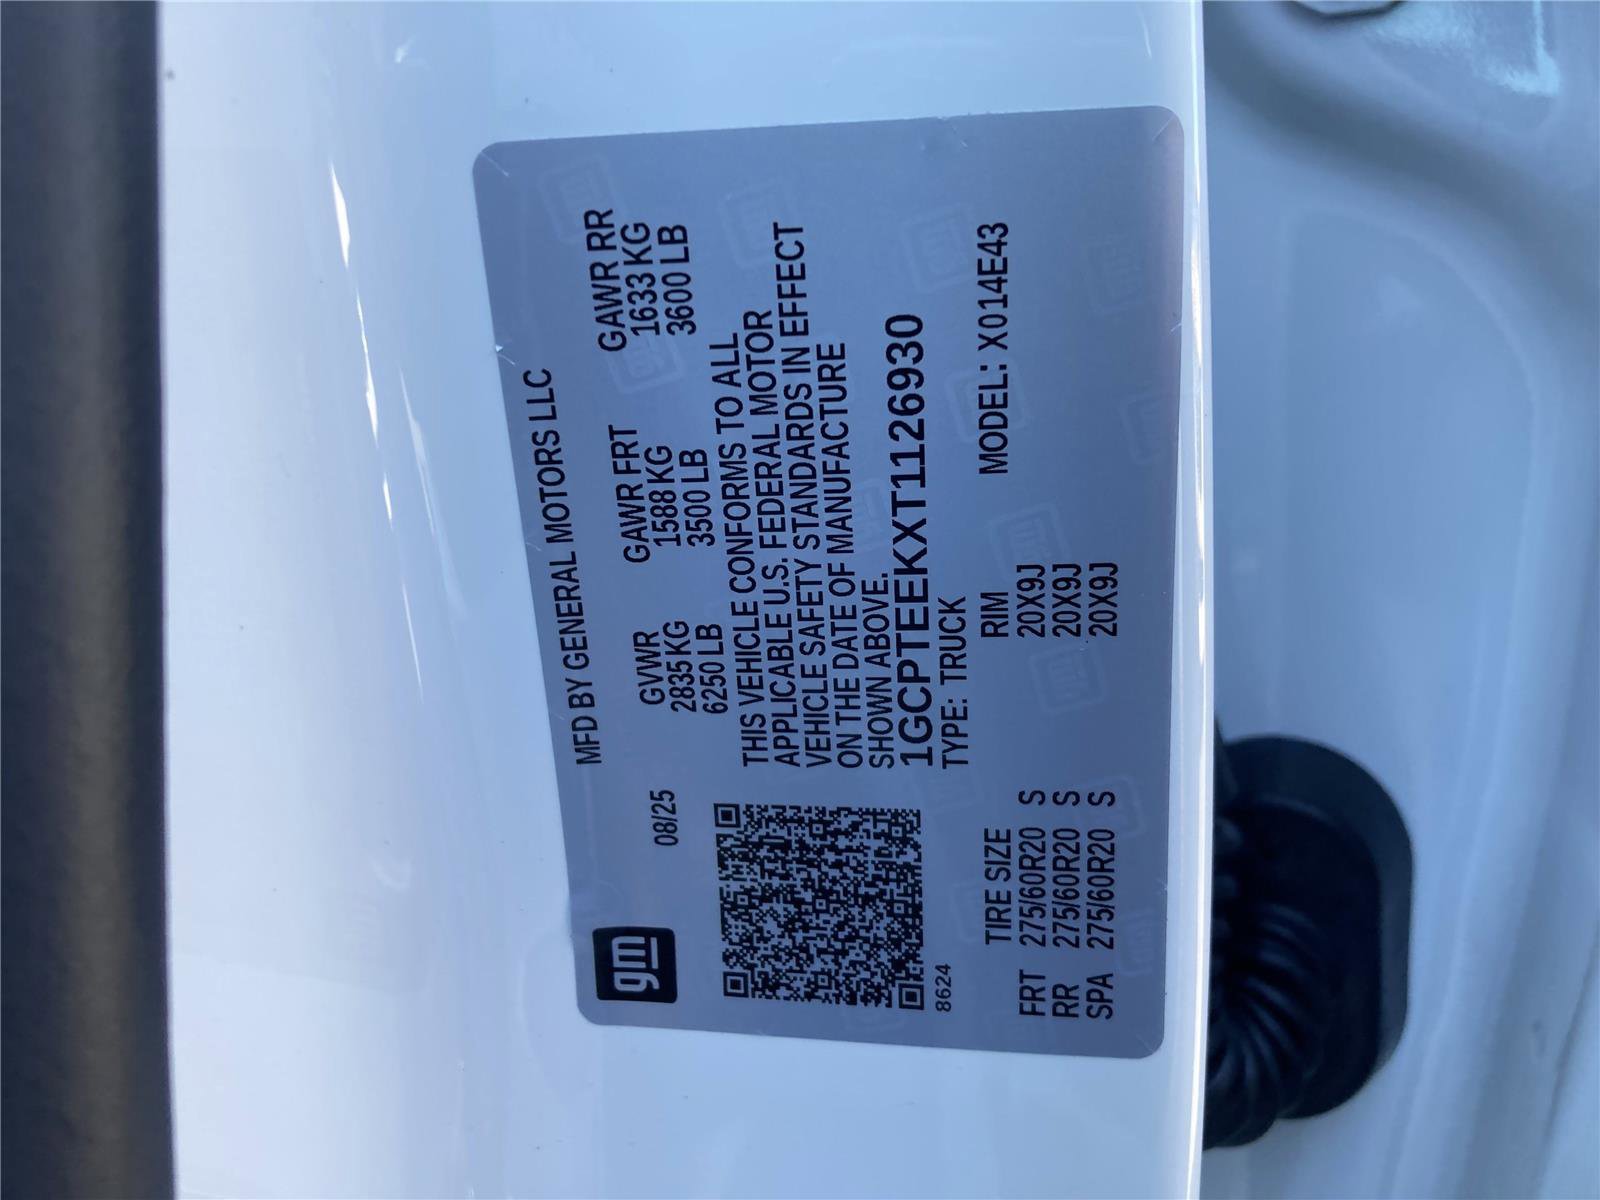 gm
MFD BY GENERAL MOTORS LLC
08/25
GVWR GAWR FRT GAWR RR
2835 KG 1588 KG 1633 KG
6250 LB 3500 LB 3600 LB
THIS VEHICLE CONFORMS TO ALL
APPLICABLE U.S. FEDERAL MOTOR
VEHICLE SAFETY STANDARDS IN EFFECT
ON THE DATE OF MANUFACTURE
SHOWN ABOVE.
1GCPTEEKXT1126930
TYPE: TRUCK
8624
MODEL: X014E43
TIRE SIZE RIM
FRT 275/60R20 S 20X9J
RR 275/60R20 S 20X9J
SPA 275/60R20 S 20X9J